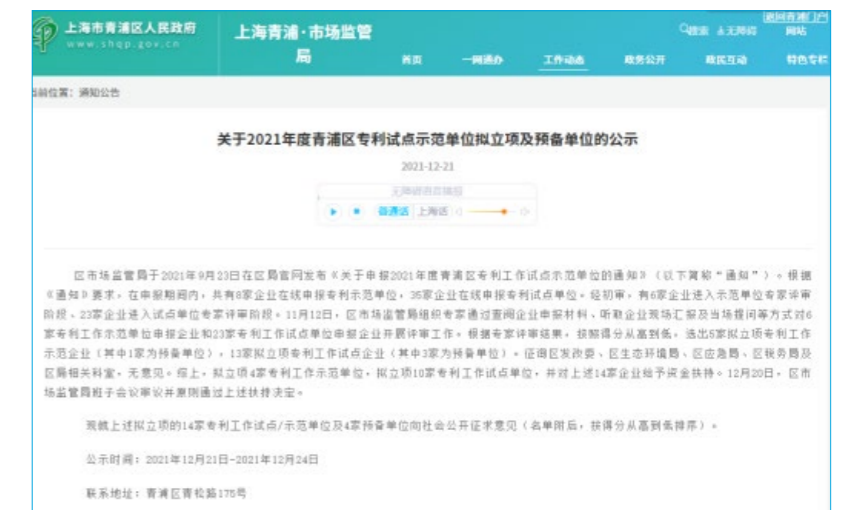 返回青浦门户网站
上海市青浦区人民政府
www.shqp.gov.cn
上海青浦·市场监管局
搜索 无障碍
首页 一网通办 工作动态 政务公开 政民互动 特色专栏
当前位置：通知公告
关于2021年度青浦区专利试点示范单位拟立项及预备单位的公示
2021-12-21
无障碍语音播报
普通话 上海话
区市场监管局于2021年9月23日在区局官网发布《关于申报2021年度青浦区专利工作试点示范单位的通知》（以下简称“通知”）。根据
《通知》要求，在申报期间内，共有8家企业在线申报专利示范单位，35家企业在线申报专利试点单位。经初审，有6家企业进入示范单位专家评审
阶段、23家企业进入试点单位专家评审阶段。11月12日，区市场监管局组织专家通过查阅企业申报材料、听取企业现场汇报及当场提问等方式对6
家专利工作示范单位申报企业和23家专利工作试点单位申报企业开展评审工作。根据专家评审结果，按照得分从高到低，选出5家拟立项专利工作
示范企业（其中1家为预备单位），13家拟立项专利工作试点企业（其中3家为预备单位）。征询区发改委、区生态环境局、区应急局、区税务局及
区局相关科室，无意见。综上，拟立项4家专利工作示范单位，拟立项10家专利工作试点单位，并对上述14家企业给予资金扶持。12月20日，区市
场监管局班子会议审议并原则通过上述扶持决定。
现就上述拟立项的14家专利工作试点/示范单位及4家预备单位向社会公开征求意见（名单附后，按得分从高到低排序）。
公示时间：2021年12月21日-2021年12月24日
联系地址：青浦区青松路175号